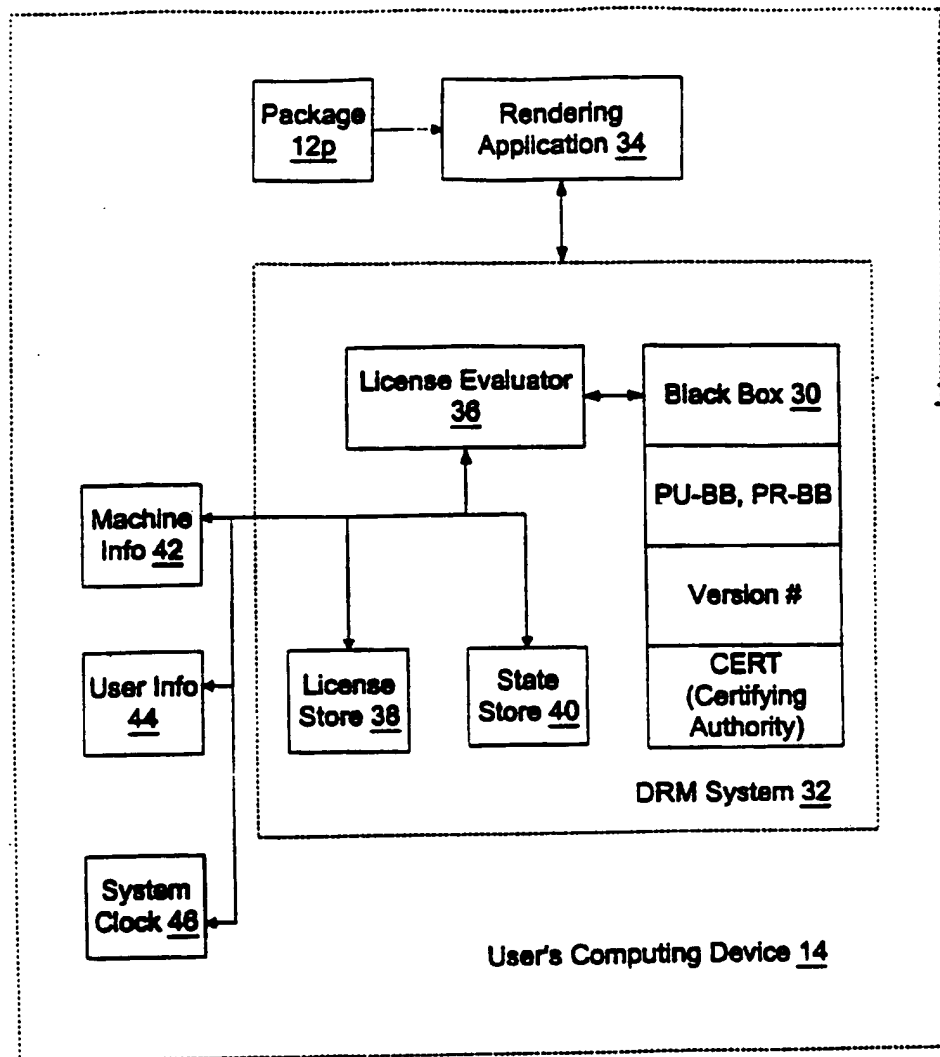 Package
12p
Rendering
Application 34
License Evaluator
36
Black Box 30
PU-BB, PR-BB
Version #
CERT
(Certifying
Authority)
Machine
Info 42
User Info
44
License
Store 38
State
Store 40
DRM System 32
System
Clock 46
User's Computing Device 14